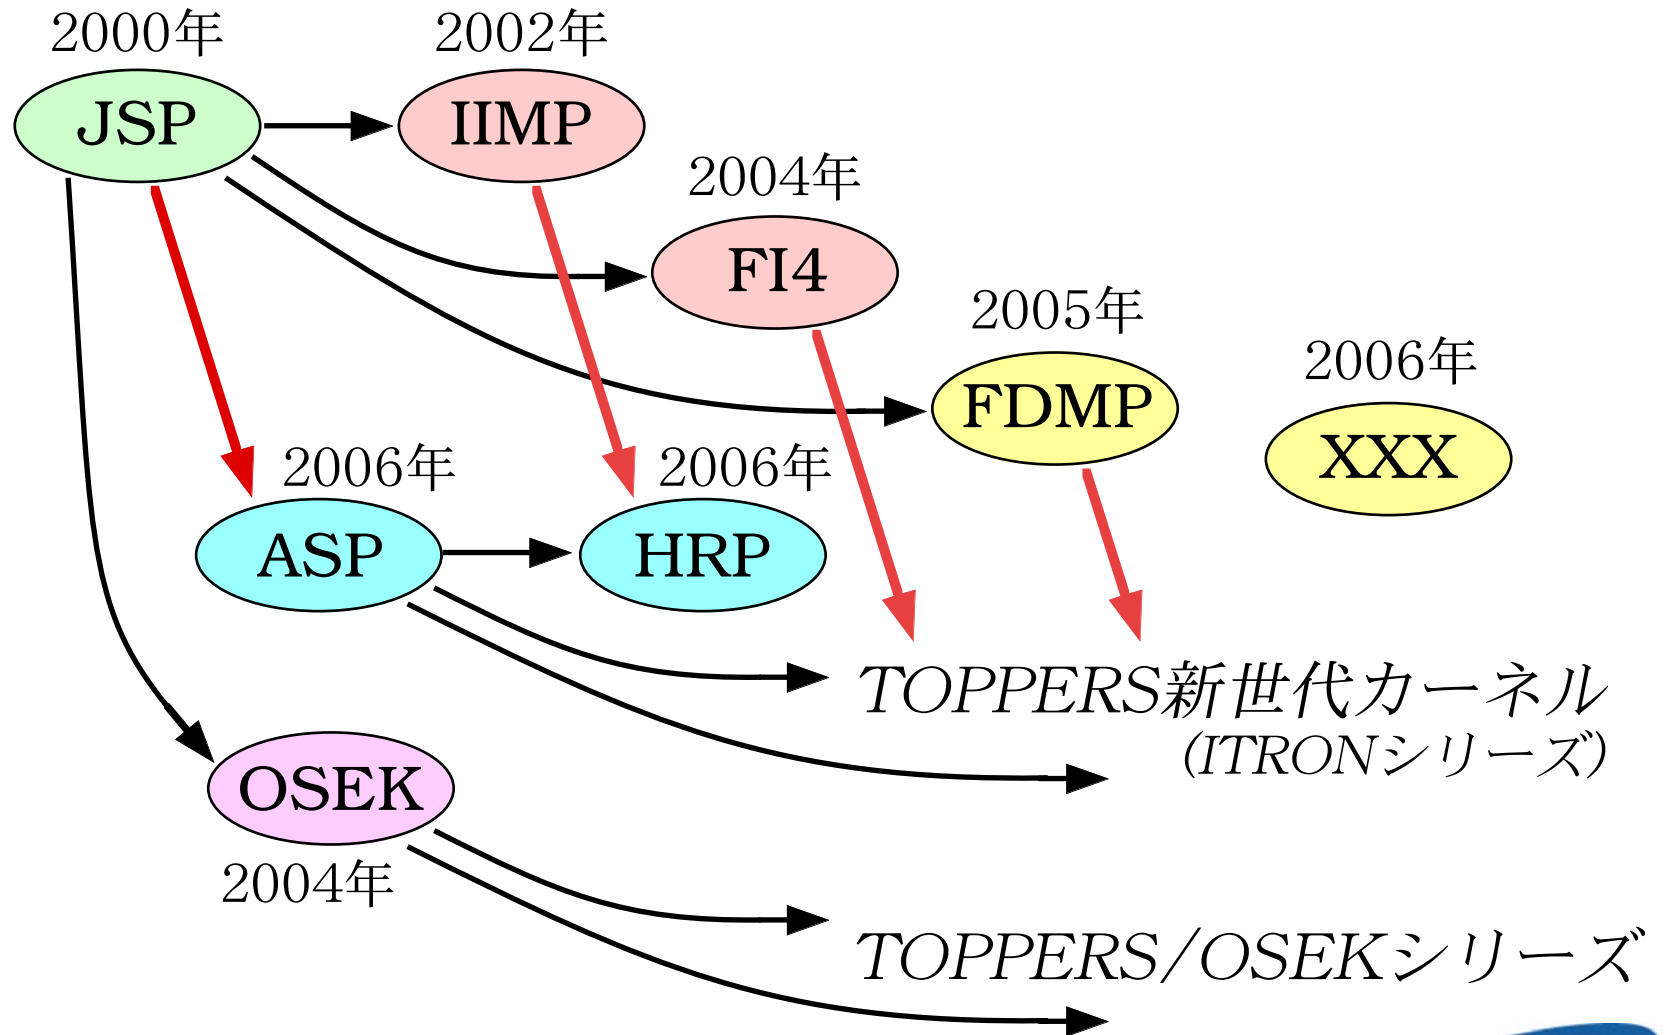 2000年
2002年
JSP
IIMP
2004年
FI4
2005年
FDMP
2006年
XXX
2006年
2006年
ASP
HRP
TOPPERS新世代カーネル
(ITRONシリーズ)
OSEK
2004年
TOPPERS/OSEKシリーズ